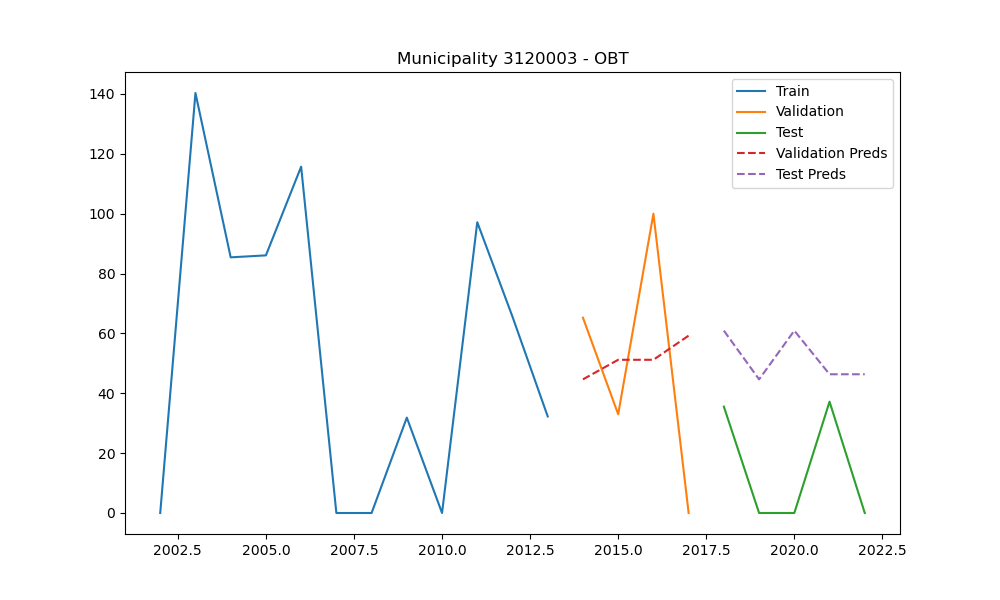 Municipality 3120003 - OBT
Train
Validation
Test
Validation Preds
Test Preds
140
120
100
80
60
40
20
0
2002.5 2005.0 2007.5 2010.0 2012.5 2015.0 2017.5 2020.0 2022.5